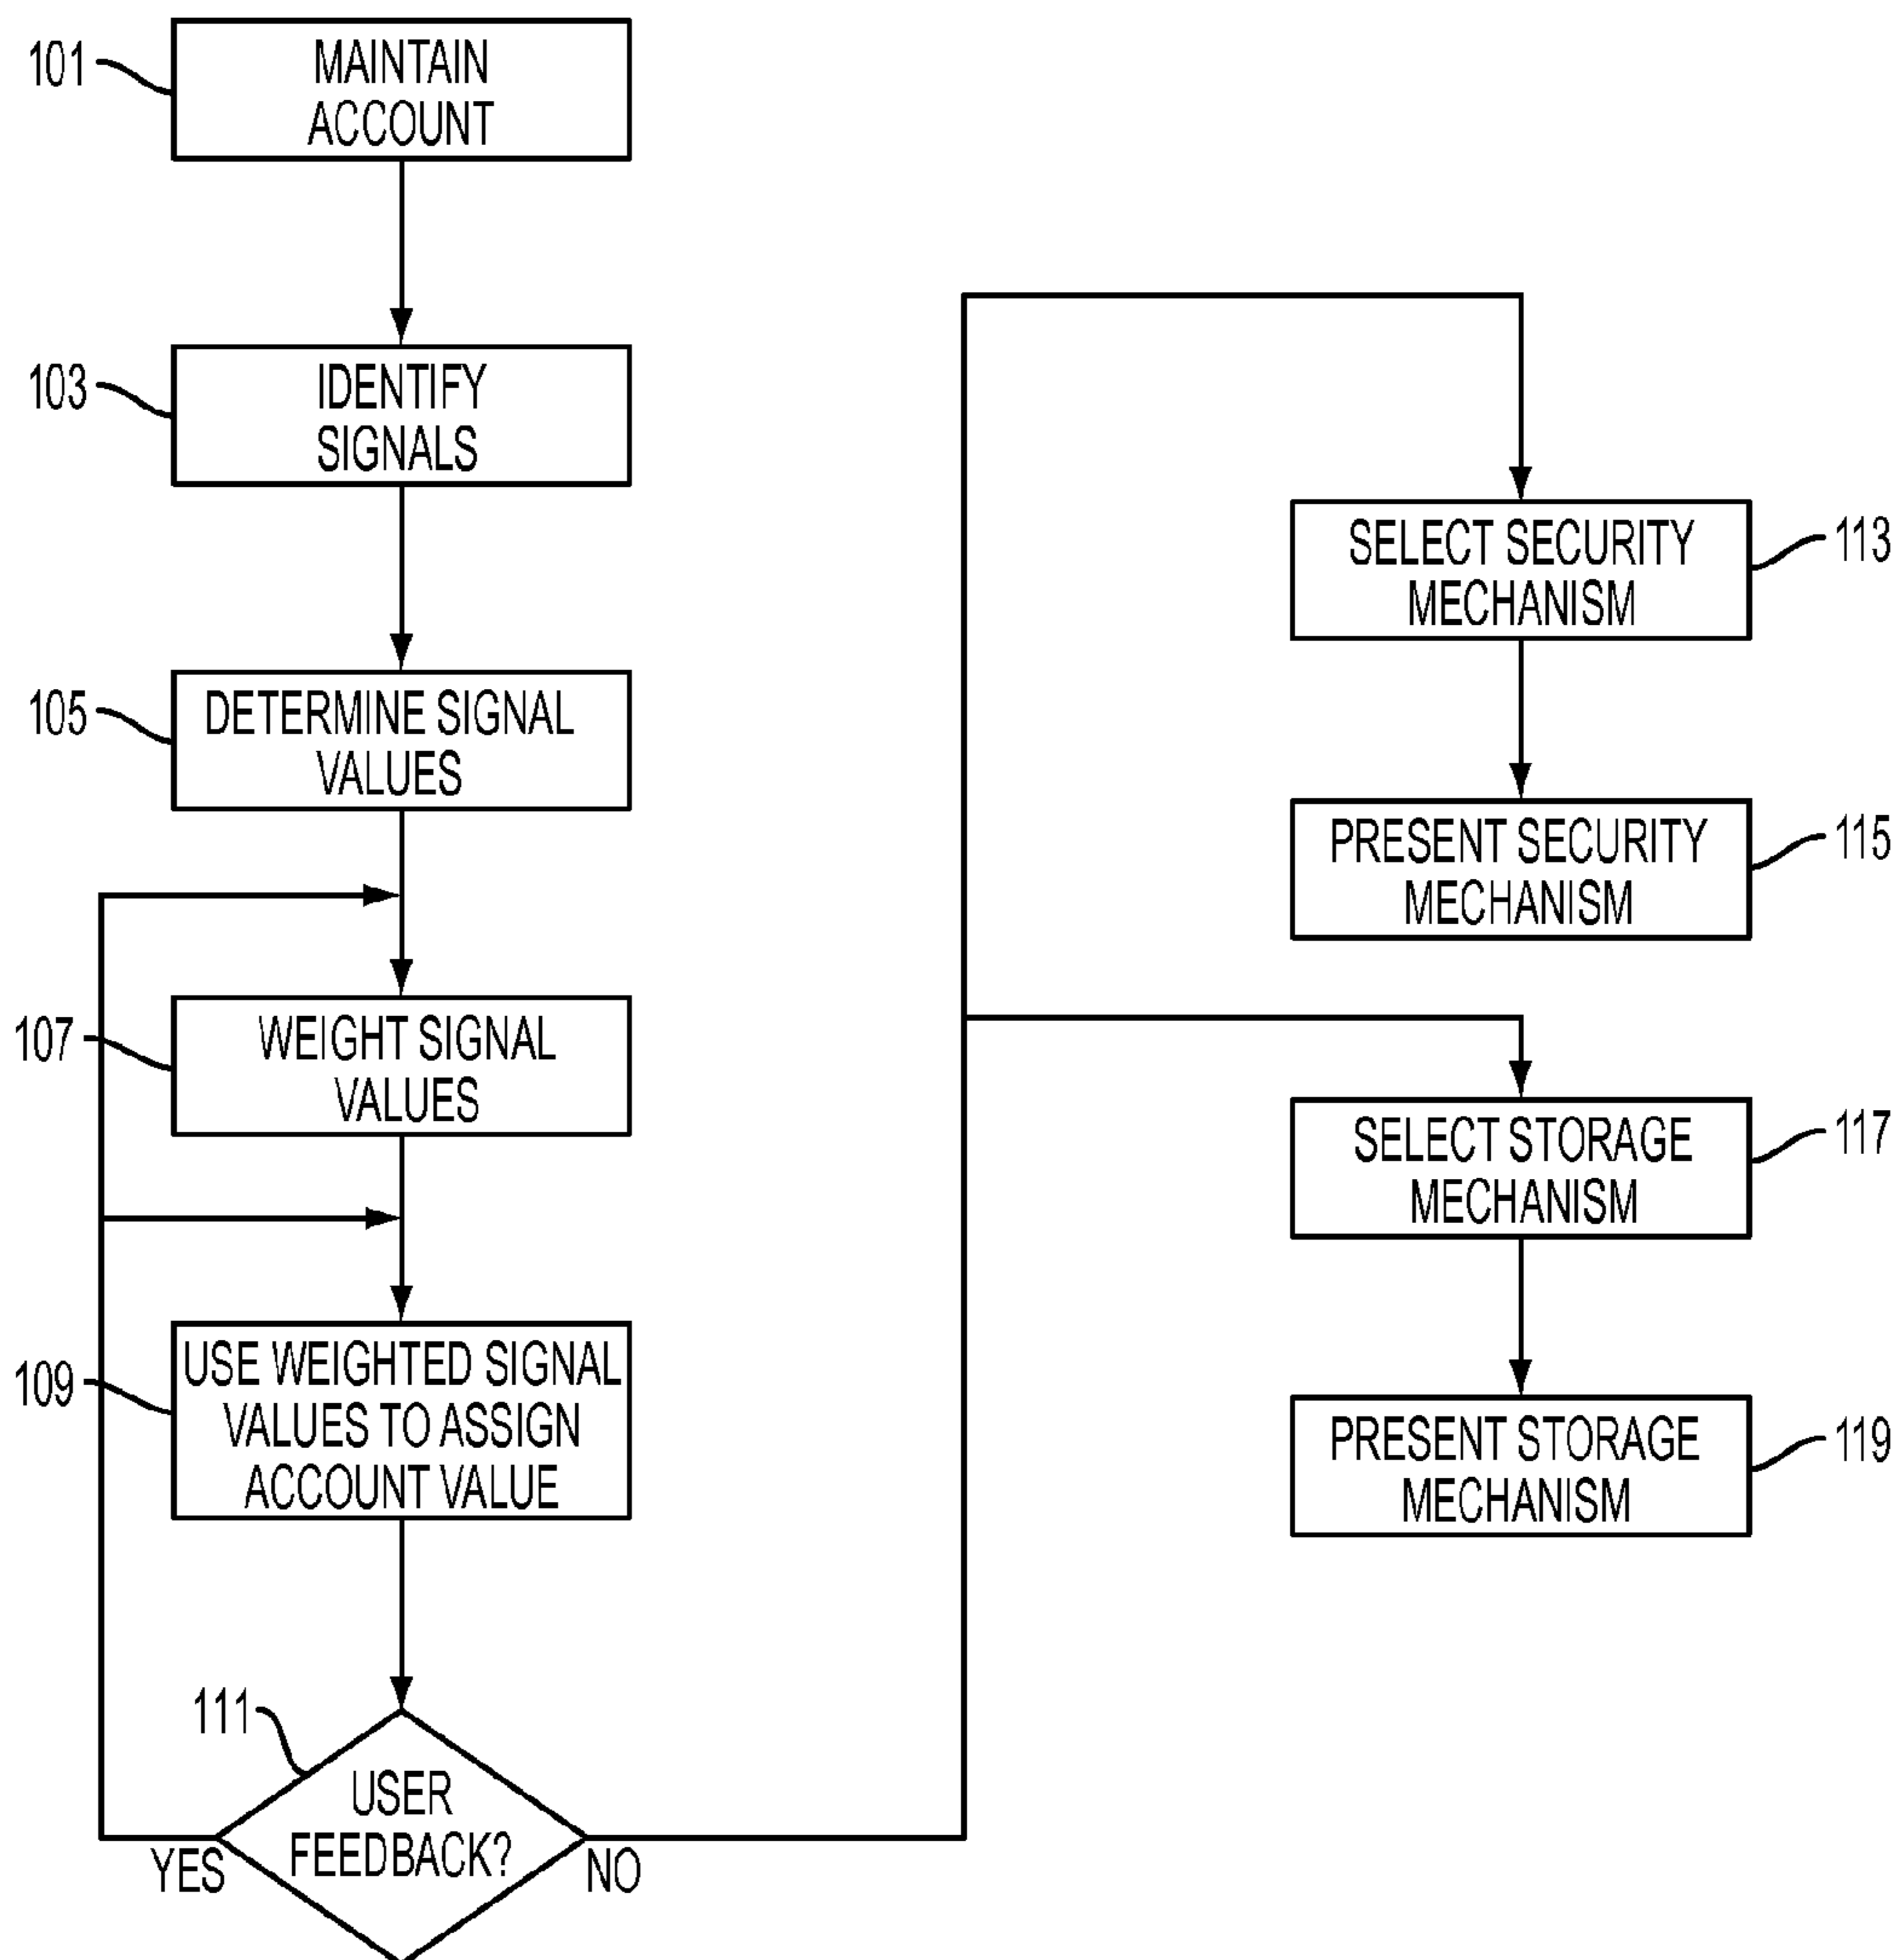 101
MAINTAIN
ACCOUNT
103
IDENTIFY
SIGNALS
105
DETERMINE SIGNAL
VALUES
107
WEIGHT SIGNAL
VALUES
109
USE WEIGHTED SIGNAL
VALUES TO ASSIGN
ACCOUNT VALUE
111
USER
FEEDBACK?
YES
NO
SELECT SECURITY
MECHANISM
113
PRESENT SECURITY
MECHANISM
115
SELECT STORAGE
MECHANISM
117
PRESENT STORAGE
MECHANISM
119